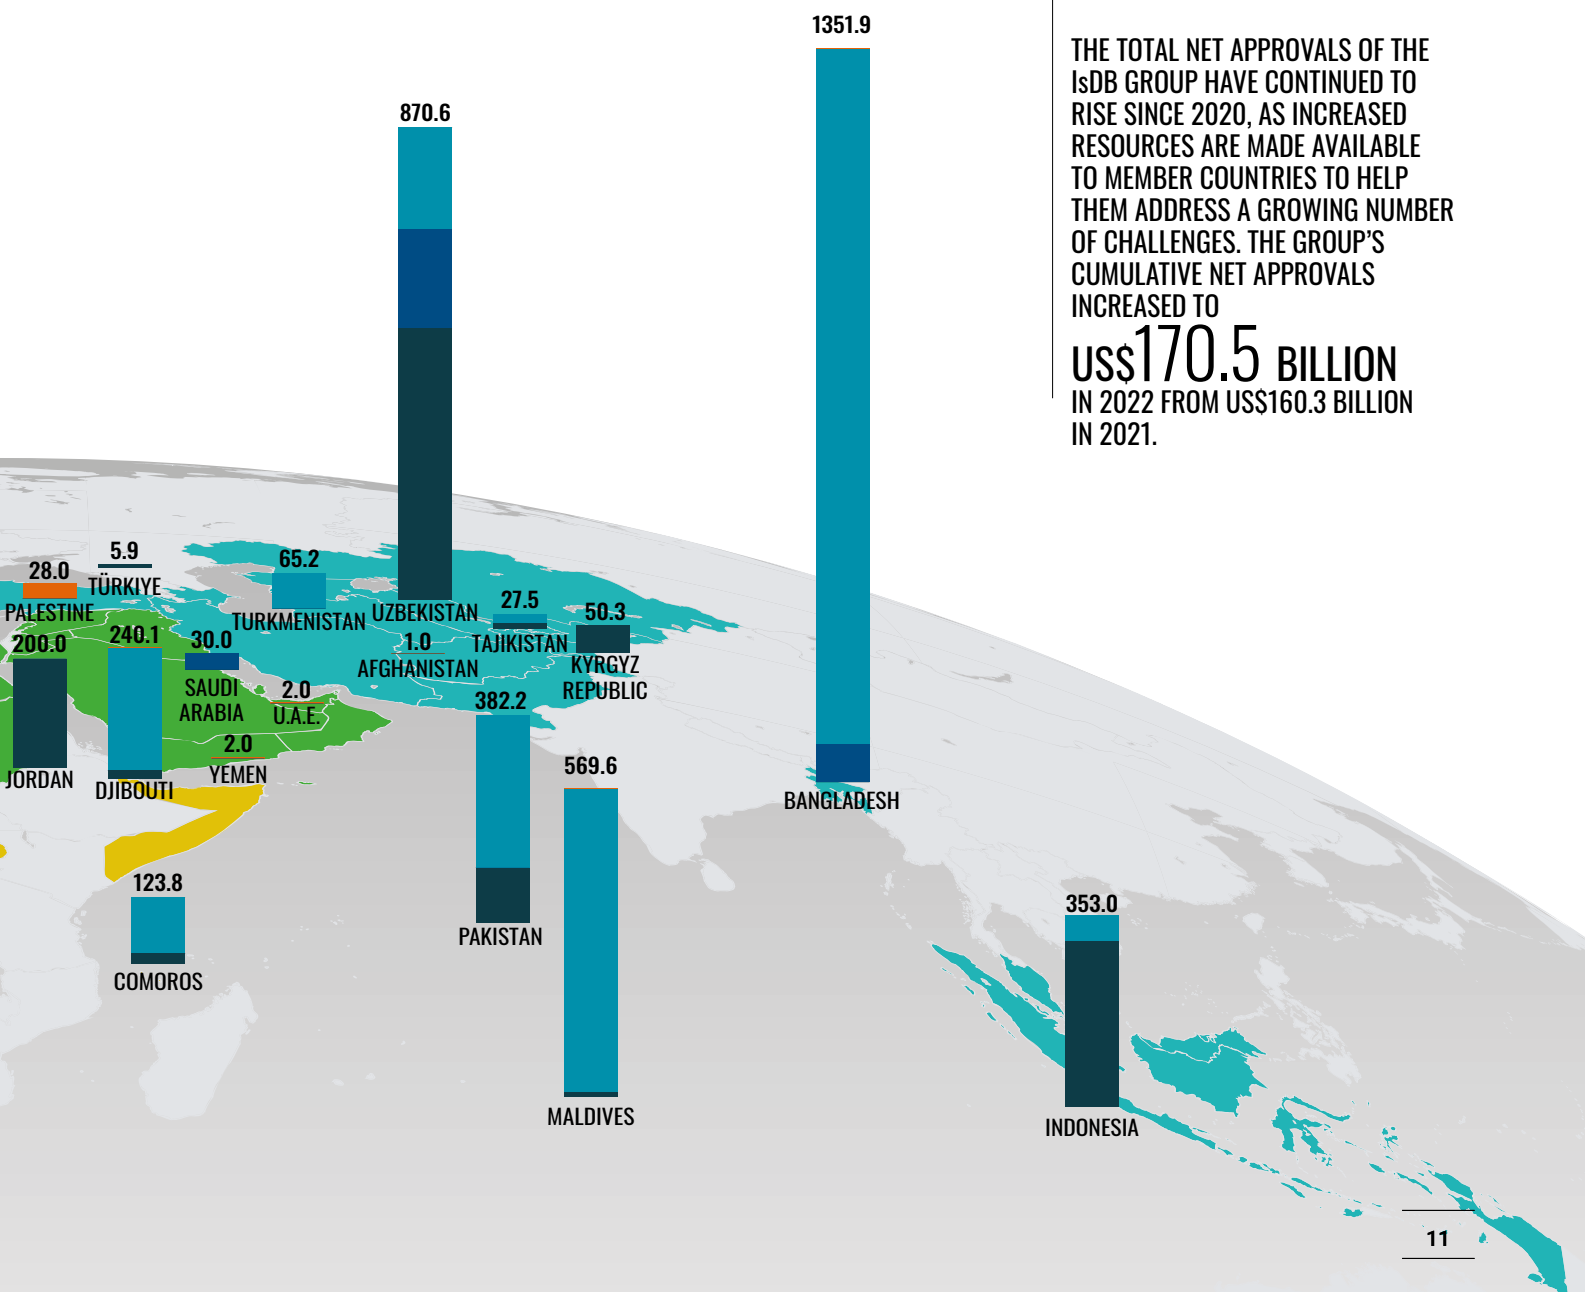 1351.9
THE TOTAL NET APPROVALS OF THE
IsDB GROUP HAVE CONTINUED TO
RISE SINCE 2020, AS INCREASED
RESOURCES ARE MADE AVAILABLE
TO MEMBER COUNTRIES TO HELP
THEM ADDRESS A GROWING NUMBER
OF CHALLENGES. THE GROUP'S
CUMULATIVE NET APPROVALS
INCREASED TO
US$170.5 BILLION
IN 2022 FROM US$160.3 BILLION
IN 2021.
870.6
5.9
TÜRKIYE
28.0
PALESTINE
65.2
TURKMENISTAN
UZBEKISTAN
27.5
TAJIKISTAN
50.3
KYRGYZ
REPUBLIC
200.0
JORDAN
240.1
DJIBOUTI
30.0
SAUDI
ARABIA
1.0
AFGHANISTAN
2.0
U.A.E.
2.0
YEMEN
382.2
PAKISTAN
569.6
MALDIVES
BANGLADESH
123.8
COMOROS
353.0
INDONESIA
11